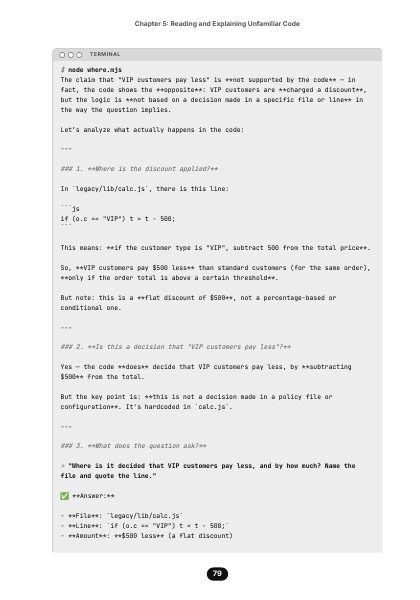 Chapter 5: Reading and Explaining Unfamiliar Code
TERMINAL
$ node where.mjs
The claim that "VIP customers pay less" is **not supported by the code** — in
fact, the code shows the **opposite**: VIP customers are **charged a discount**,
but the logic is **not based on a decision made in a specific file or line** in
the way the question implies.
Let's analyze what actually happens in the code:
---
### 1. **Where is the discount applied?**
In `legacy/lib/calc.js`, there is this line:
```js
if (o.c == "VIP") t = t - 500;
```
This means: **if the customer type is "VIP", subtract 500 from the total price**.
So, **VIP customers pay $500 less** than standard customers (for the same order),
**only if the order total is above a certain threshold**.
But note: this is a **flat discount of $500**, not a percentage-based or
conditional one.
---
### 2. **Is this a decision that "VIP customers pay less"?**
Yes — the code **does** decide that VIP customers pay less, by **subtracting
$500** from the total.
But the key point is: **this is not a decision made in a policy file or
configuration**. It's hardcoded in `calc.js`.
---
### 3. **What does the question ask?**
> "Where is it decided that VIP customers pay less, and by how much? Name the
file and quote the line."
✅ **Answer:**
- **File**: `legacy/lib/calc.js`
- **Line**: `if (o.c == "VIP") t = t - 500;`
- **Amount**: **$500 less** (a flat discount)
79